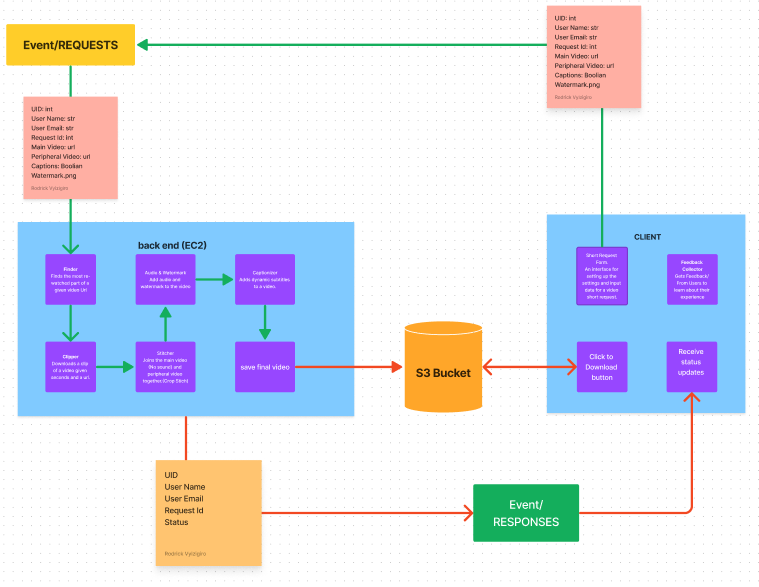 Event/REQUESTS
UID: int
User Name: str
User Email: str
Request Id: int
Main Video: url
Peripheral Video: url
Captions: Boolian
Watermark.png
Rodrick Vyizigiro
UID: int
User Name: str
User Email: str
Request Id: int
Main Video: url
Peripheral Video: url
Captions: Boolian
Watermark.png
Rodrick Vyizigiro
back end (EC2)
Finder
Finds the most re-
watched part of a
given video Url
Audio & Watermark
Add audio and
watermark to the video
Captionizer
Adds dynamic subtitles
to a video.
Clipper
Downloads a clip
of a video given
seconds and a url.
Stitcher
Joins the main video
(No sound) and
peripheral video
together.(Crop Stich)
save final video
S3 Bucket
CLIENT
Short Request
Form.
An interface for
setting up the
settings and input
data for a video
short request.
Feedback
Collector
Gets Feedback/
From Users to
learn about their
experience
Click to
Download
button
Receive
status
updates
UID
User Name
User Email
Request Id
Status
Rodrick Vyizigiro
Event/
RESPONSES